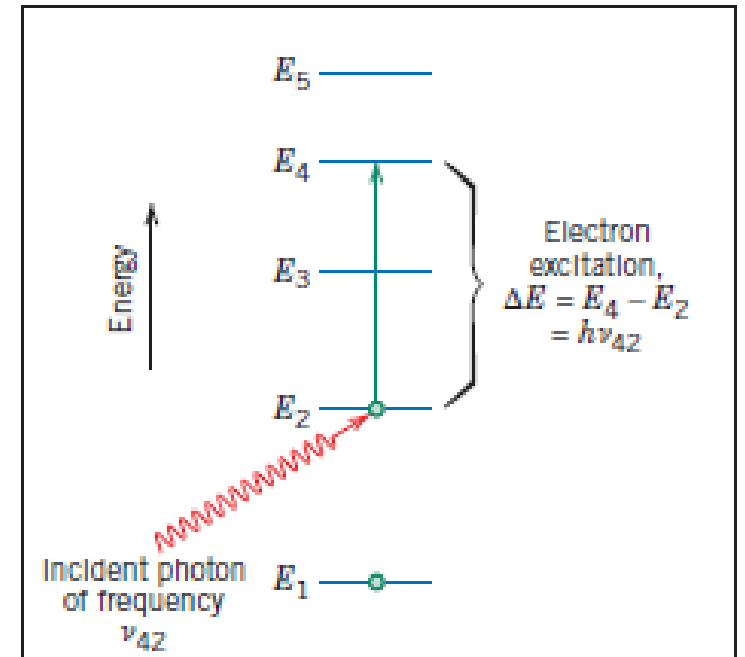 E₅
E₄
Energy
Electron
excitation,
ΔE = E₄ – E₂
= hν₄₂
E₃
E₂
Incident photon
of frequency
ν₄₂
E₁